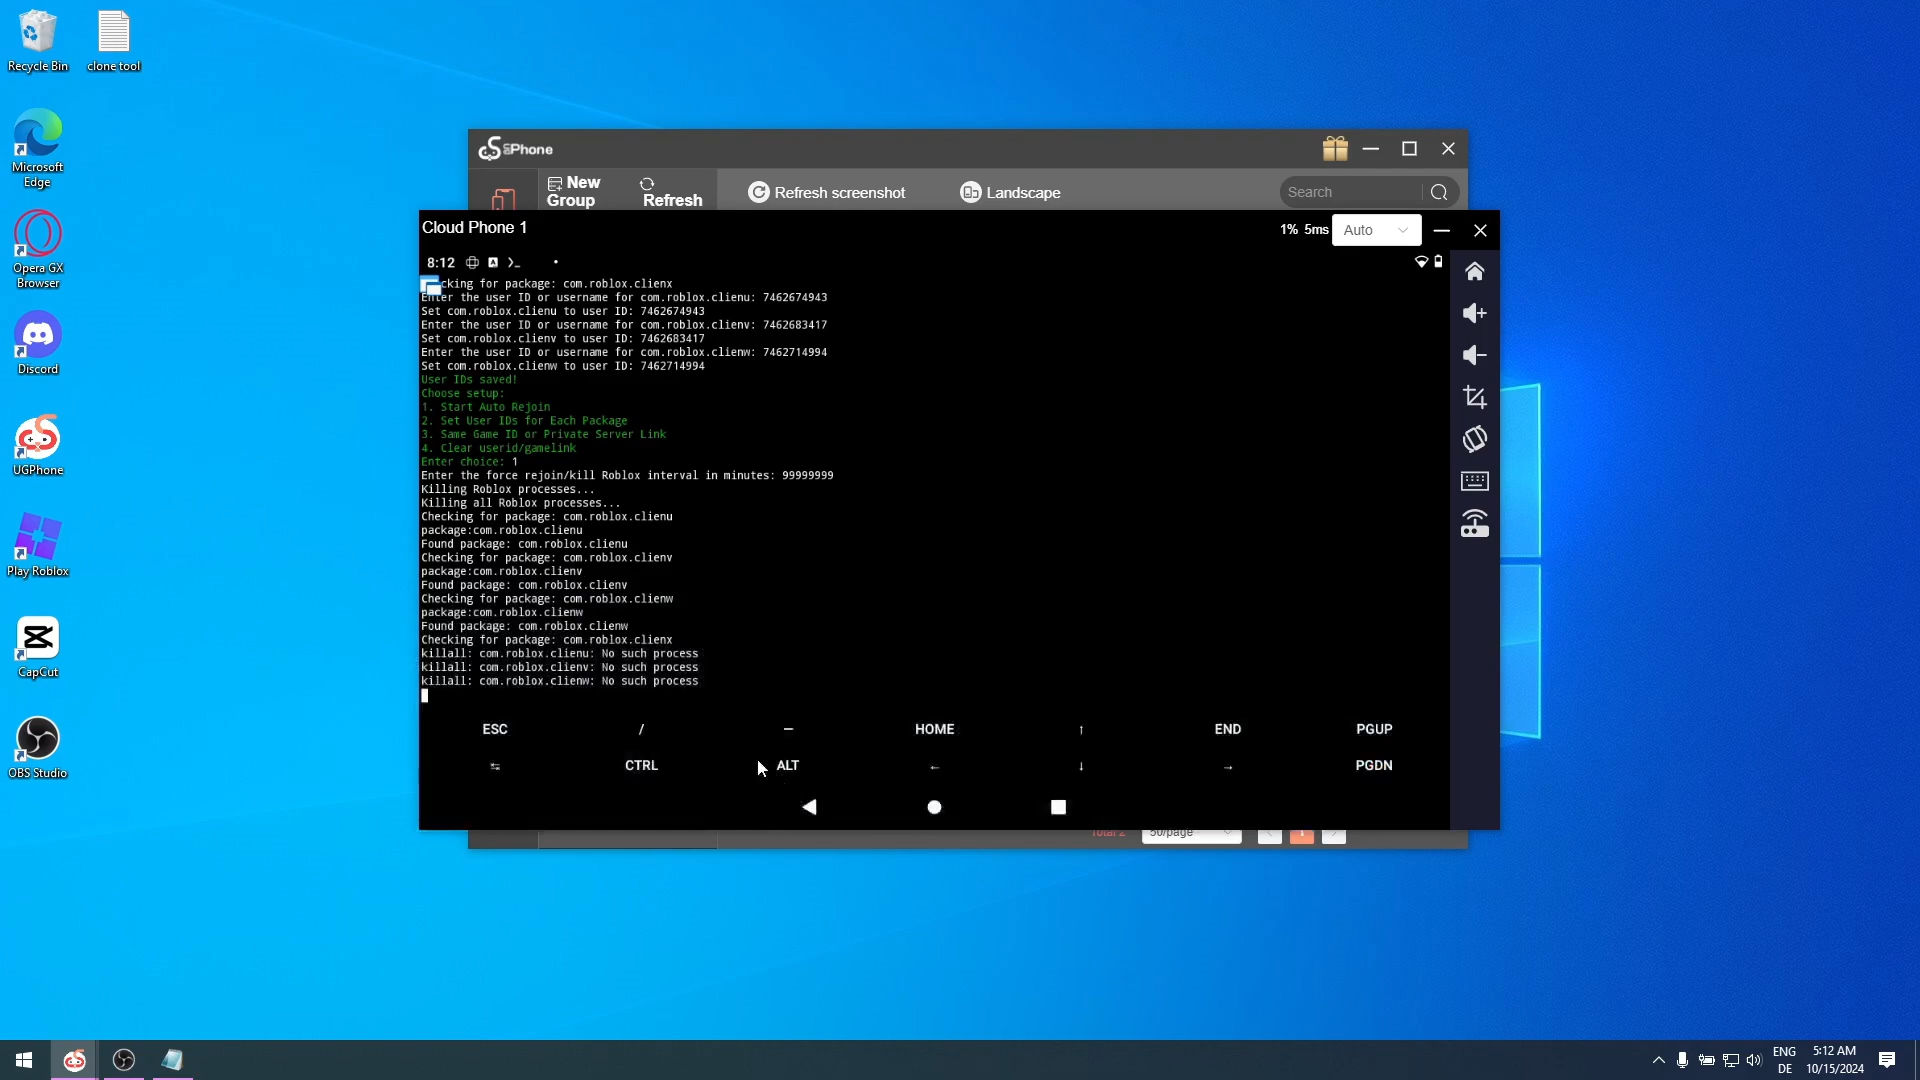 Recycle Bin
clone tool
Microsoft Edge
Opera GX Browser
Discord
UGPhone
Play Roblox
CapCut
OBS Studio
Phone
New Group
Refresh
Refresh screenshot
Landscape
Search
Cloud Phone 1
1% 5ms
Auto
8:12
cking for package: com.roblox.clienx
Enter the user ID or username for com.roblox.clienu: 7462674943
Set com.roblox.clienu to user ID: 7462674943
Enter the user ID or username for com.roblox.clienv: 7462683417
Set com.roblox.clienv to user ID: 7462683417
Enter the user ID or username for com.roblox.clienw: 7462714994
Set com.roblox.clienw to user ID: 7462714994
User IDs saved!
Choose setup:
1. Start Auto Rejoin
2. Set User IDs for Each Package
3. Same Game ID or Private Server Link
4. Clear userid/gamelink
Enter choice: 1
Enter the force rejoin/kill Roblox interval in minutes: 99999999
Killing Roblox processes...
Killing all Roblox processes...
Checking for package: com.roblox.clienu
package:com.roblox.clienu
Found package: com.roblox.clienu
Checking for package: com.roblox.clienv
package:com.roblox.clienv
Found package: com.roblox.clienv
Checking for package: com.roblox.clienw
package:com.roblox.clienw
Found package: com.roblox.clienw
Checking for package: com.roblox.clienx
killall: com.roblox.clienu: No such process
killall: com.roblox.clienv: No such process
killall: com.roblox.clienw: No such process
ESC / — HOME ↑ END PGUP
⇆ CTRL ALT ← ↓ → PGDN
Total 2
50/page
1
ENG
DE
5:12 AM
10/15/2024